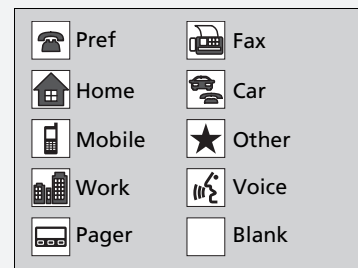 Pref
Fax
Home
Car
Mobile
Other
Work
Voice
Pager
Blank